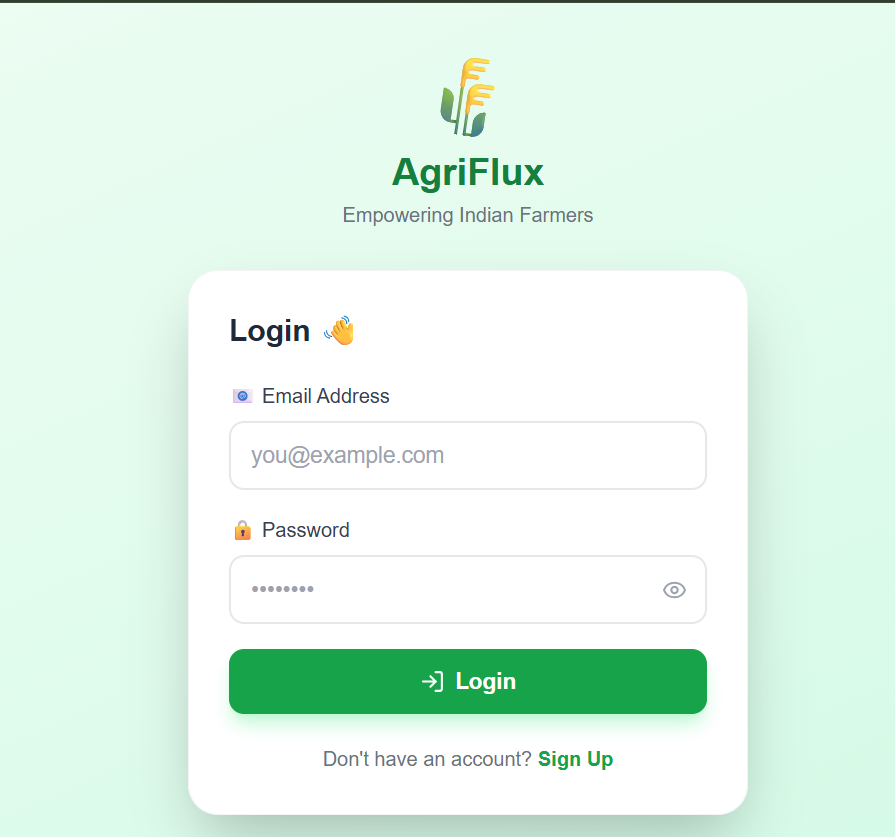 AgriFlux
Empowering Indian Farmers
Login 👋
Email Address
you@example.com
Password
••••••••
Login
Don't have an account? Sign Up